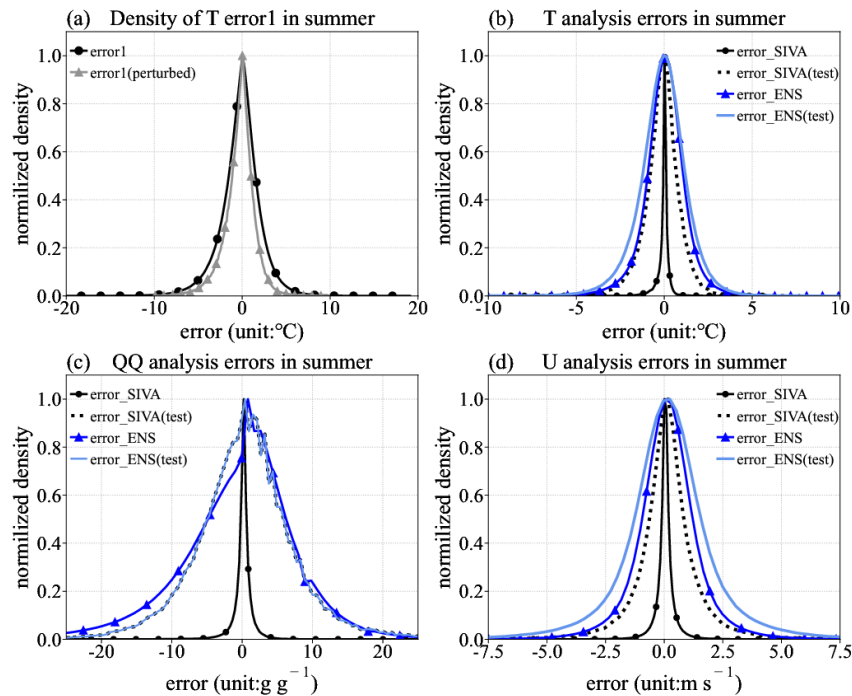 (a) Density of T error1 in summer
error1
error1(perturbed)
normilized density
1.0
0.8
0.6
0.4
0.2
0.0
-20 -10 0 10 20
error (unit:°C)
(b) T analysis errors in summer
error_SIVA
error_SIVA(test)
error_ENS
error_ENS(test)
normilized density
1.0
0.8
0.6
0.4
0.2
0.0
-10 -5 0 5 10
error (unit:°C)
(c) QQ analysis errors in summer
error_SIVA
error_SIVA(test)
error_ENS
error_ENS(test)
normilized density
1.0
0.8
0.6
0.4
0.2
0.0
-20 -10 0 10 20
error (unit:g g⁻¹)
(d) U analysis errors in summer
error_SIVA
error_SIVA(test)
error_ENS
error_ENS(test)
normilized density
1.0
0.8
0.6
0.4
0.2
0.0
-7.5 -5.0 -2.5 0.0 2.5 5.0 7.5
error (unit:m s⁻¹)